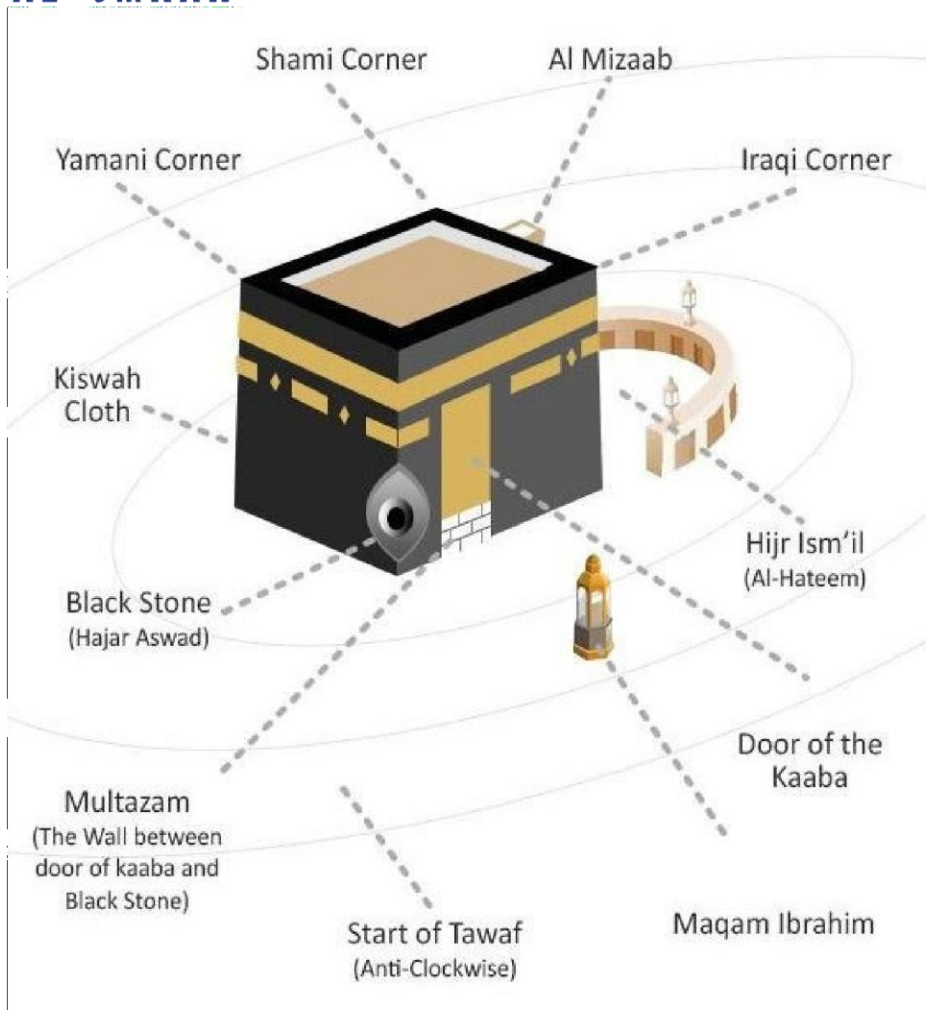 Shami Corner
Al Mizaab
Yamani Corner
Iraqi Corner
Kiswah
Cloth
Hijr Ism'il
(Al-Hateem)
Black Stone
(Hajar Aswad)
Door of the
Kaaba
Multazam
(The Wall between
door of kaaba and
Black Stone)
Maqam Ibrahim
Start of Tawaf
(Anti-Clockwise)